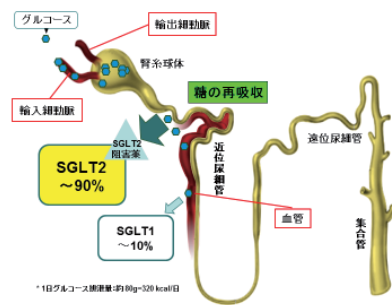 グルコース
輸出細動脈
腎糸球体
輸入細動脈
糖の再吸収
SGLT2
阻害薬
SGLT2
～90%
近位尿細管
遠位尿細管
SGLT1
～10%
血管
集合管
* 1日グルコース排泄量:約80g=320 kcal/日